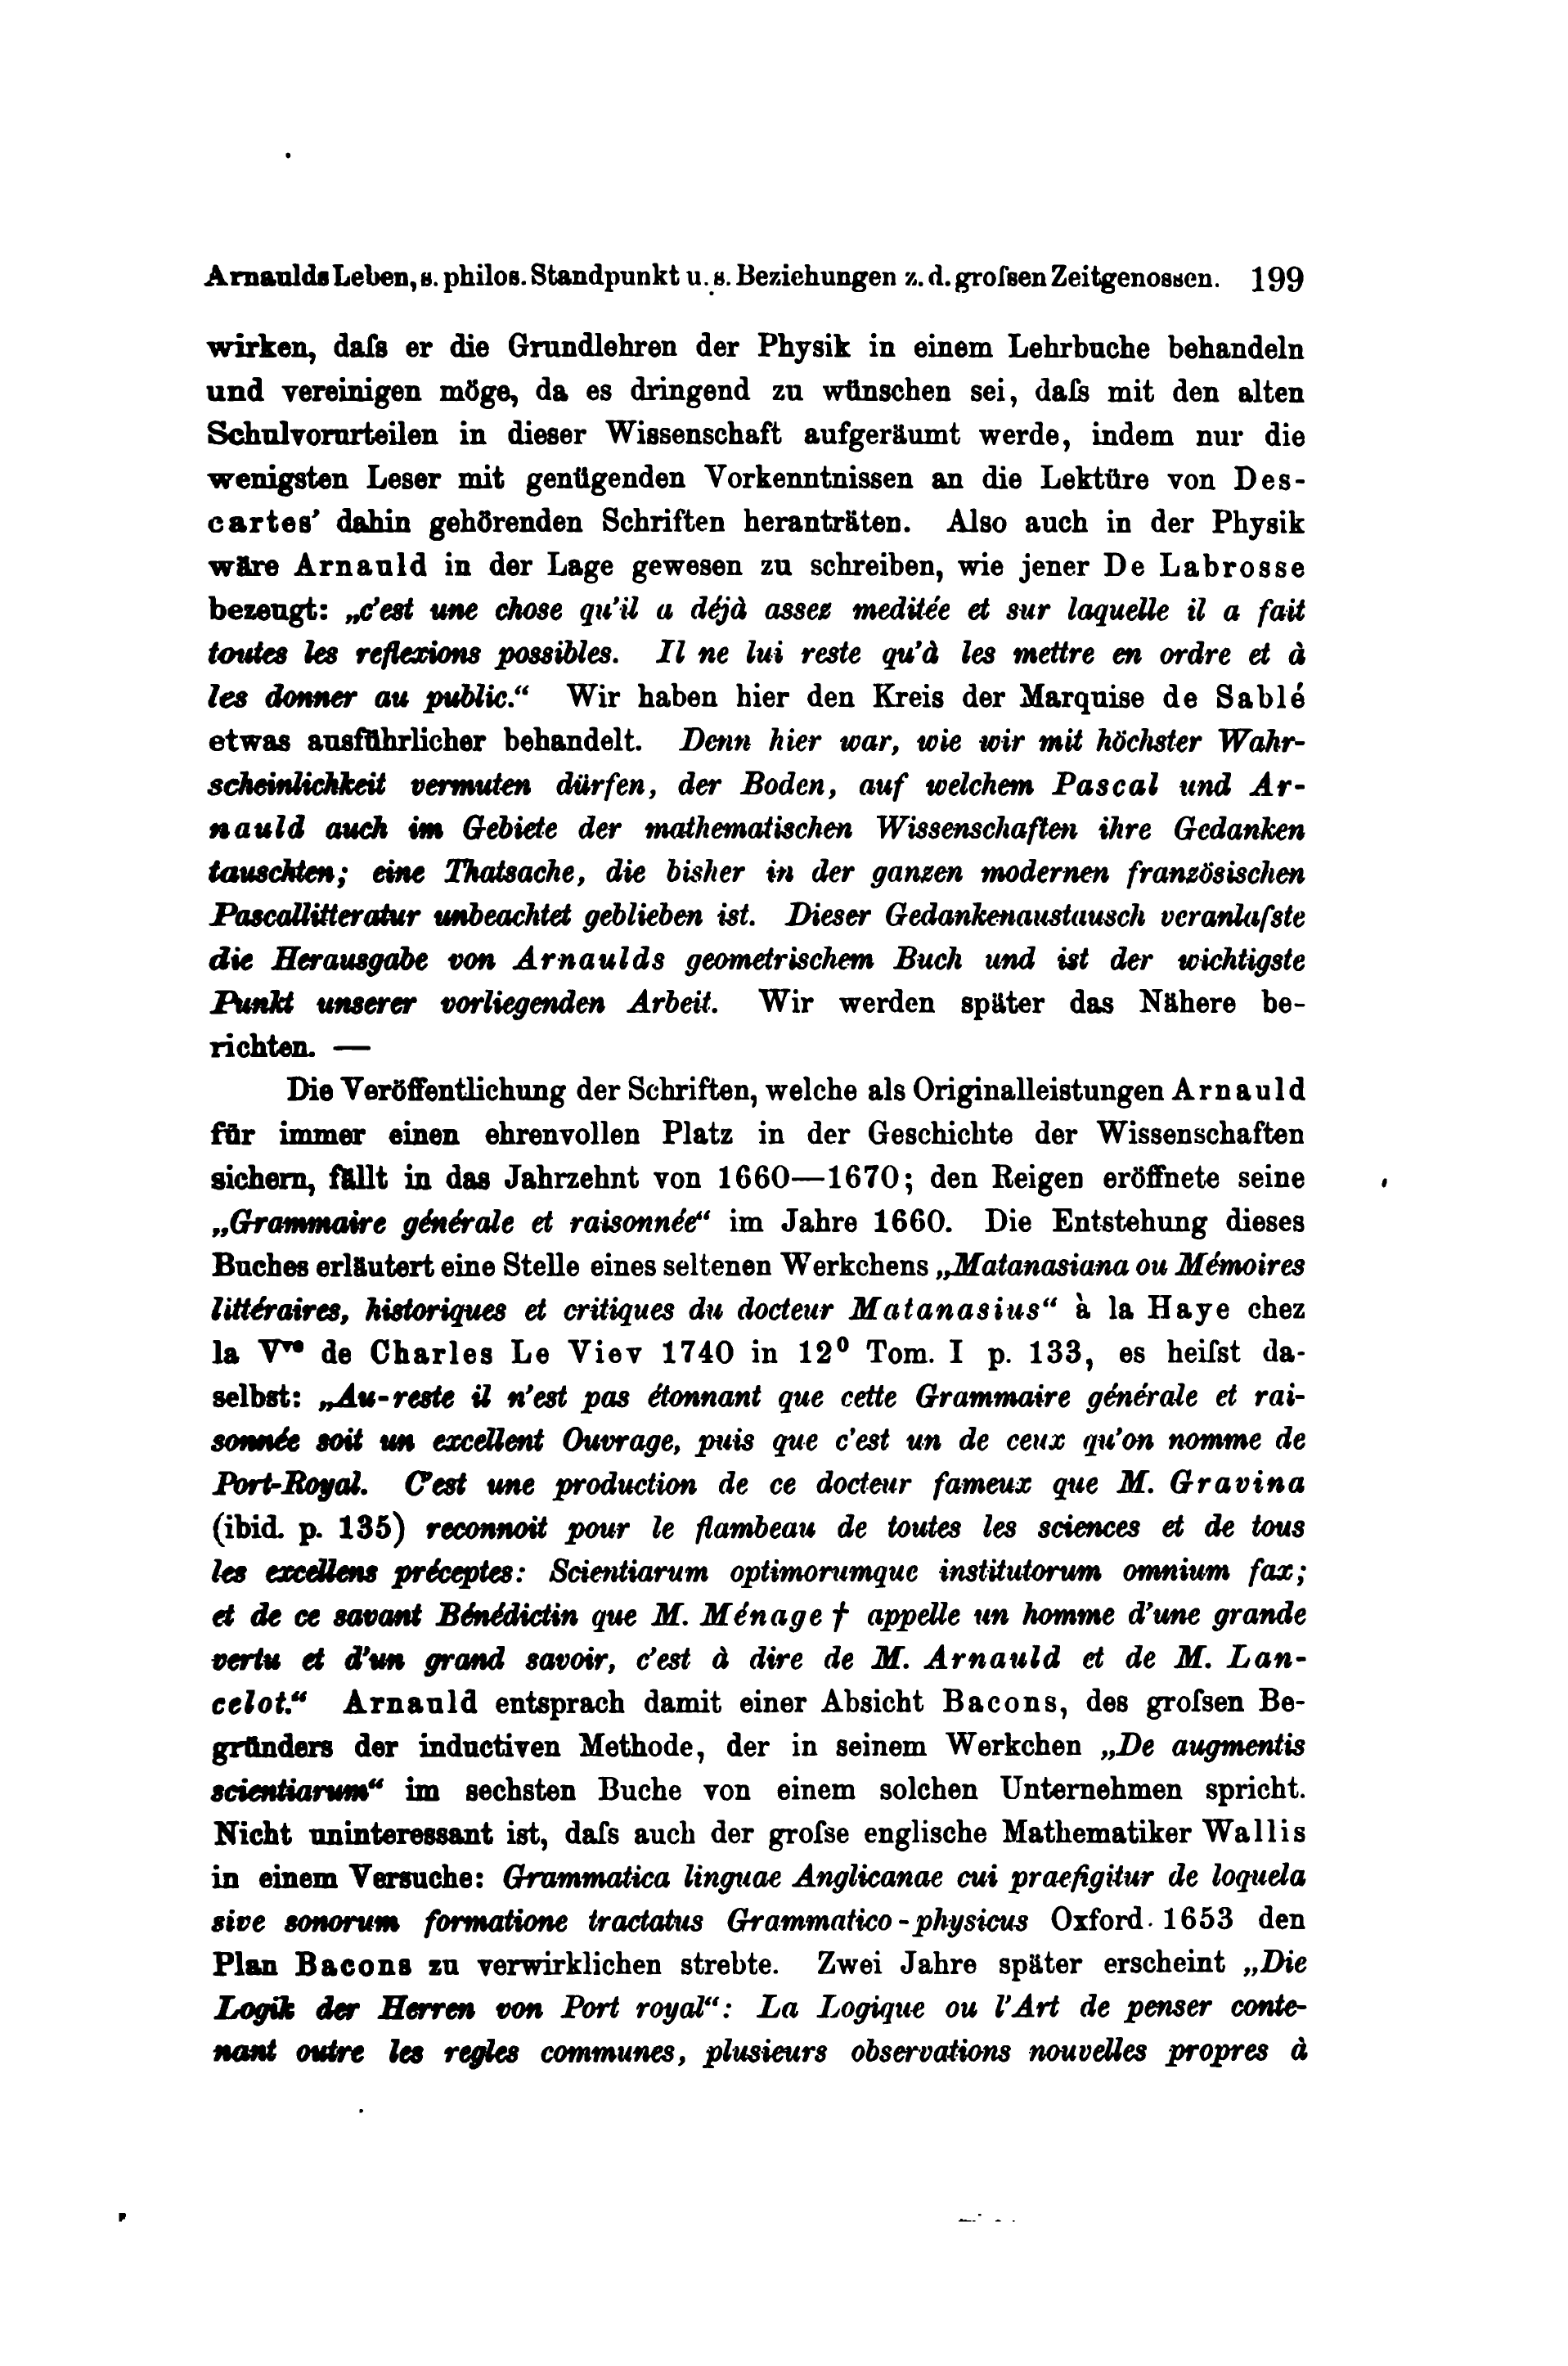 Arnaulds Leben, s. philos. Standpunkt u. s. Beziehungen z. d. großen Zeitgenossen. 199
wirken, daſs er die Grundlehren der Physik in einem Lehrbuche behandeln
und vereinigen möge, da es dringend zu wünschen sei, daſs mit den alten
Schulvorurteilen in dieser Wissenschaft aufgeräumt werde, indem nur die
wenigsten Leser mit genügenden Vorkenntnissen an die Lektüre von Des-
cartes’ dahin gehörenden Schriften heranträten. Also auch in der Physik
wäre Arnauld in der Lage gewesen zu schreiben, wie jener De Labrosse
bezeugt: „c’est une chose qu’il a déjà assez meditée et sur laquelle il a fait
toutes les reflexions possibles. Il ne lui reste qu’à les mettre en ordre et à
les donner au public.“ Wir haben hier den Kreis der Marquise de Sablé
etwas ausführlicher behandelt. Denn hier war, wie wir mit höchster Wahr-
scheinlichkeit vermuten dürfen, der Boden, auf welchem Pascal und Ar-
nauld auch im Gebiete der mathematischen Wissenschaften ihre Gedanken
tauschten; eine Thatsache, die bisher in der ganzen modernen französischen
Pascallitteratur unbeachtet geblieben ist. Dieser Gedankenaustausch veranlaſste
die Herausgabe von Arnaulds geometrischem Buch und ist der wichtigste
Punkt unserer vorliegenden Arbeit. Wir werden später das Nähere be-
richten. —
Die Veröffentlichung der Schriften, welche als Originalleistungen Arnauld
für immer einen ehrenvollen Platz in der Geschichte der Wissenschaften
sichern, fällt in das Jahrzehnt von 1660—1670; den Reigen eröffnete seine
„Grammaire générale et raisonnée“ im Jahre 1660. Die Entstehung dieses
Buches erläutert eine Stelle eines seltenen Werkchens „Matanasiana ou Mémoires
littéraires, historiques et critiques du docteur Matanasius“ à la Haye chez
la Vve de Charles Le Viev 1740 in 12⁰ Tom. I p. 133, es heiſst da-
selbst: „Au-reste il n’est pas étonnant que cette Grammaire générale et rai-
sonnée soit un excellent Ouvrage, puis que c’est un de ceux qu’on nomme de
Port-Royal. C’est une production de ce docteur fameux que M. Gravina
(ibid. p. 135) reconnoit pour le flambeau de toutes les sciences et de tous
les excellens préceptes: Scientiarum optimorumque institutorum omnium fax;
et de ce savant Bénédictin que M. Ménage † appelle un homme d’une grande
vertu et d’un grand savoir, c’est à dire de M. Arnauld et de M. Lan-
celot.“ Arnauld entsprach damit einer Absicht Bacons, des groſsen Be-
gründers der inductiven Methode, der in seinem Werkchen „De augmentis
scientiarum“ im sechsten Buche von einem solchen Unternehmen spricht.
Nicht uninteressant ist, daſs auch der groſse englische Mathematiker Wallis
in einem Versuche: Grammatica linguae Anglicanae cui praefigitur de loquela
sive sonorum formatione tractatus Grammatico-physicus Oxford. 1653 den
Plan Bacons zu verwirklichen strebte. Zwei Jahre später erscheint „Die
Logik der Herren von Port royal“: La Logique ou l’Art de penser conte-
nant outre les regles communes, plusieurs observations nouvelles propres à